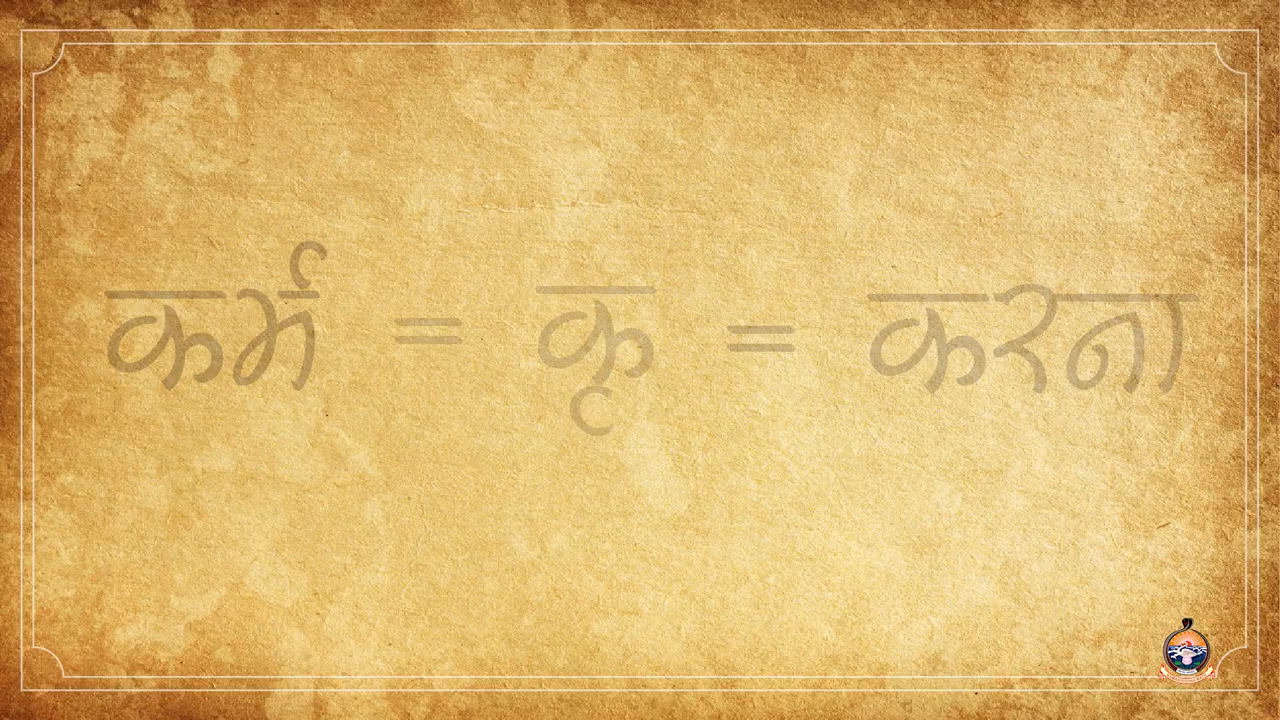 कर्म = कृ = करना